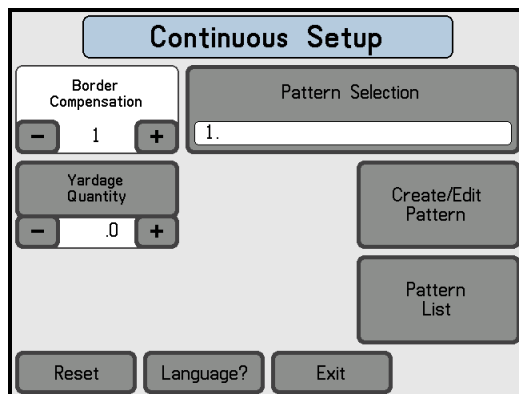 Continuous Setup
Border
Compensation
- 1 +
Pattern Selection
1.
Yardage
Quantity
- .0 +
Create/Edit
Pattern
Pattern
List
Reset
Language?
Exit